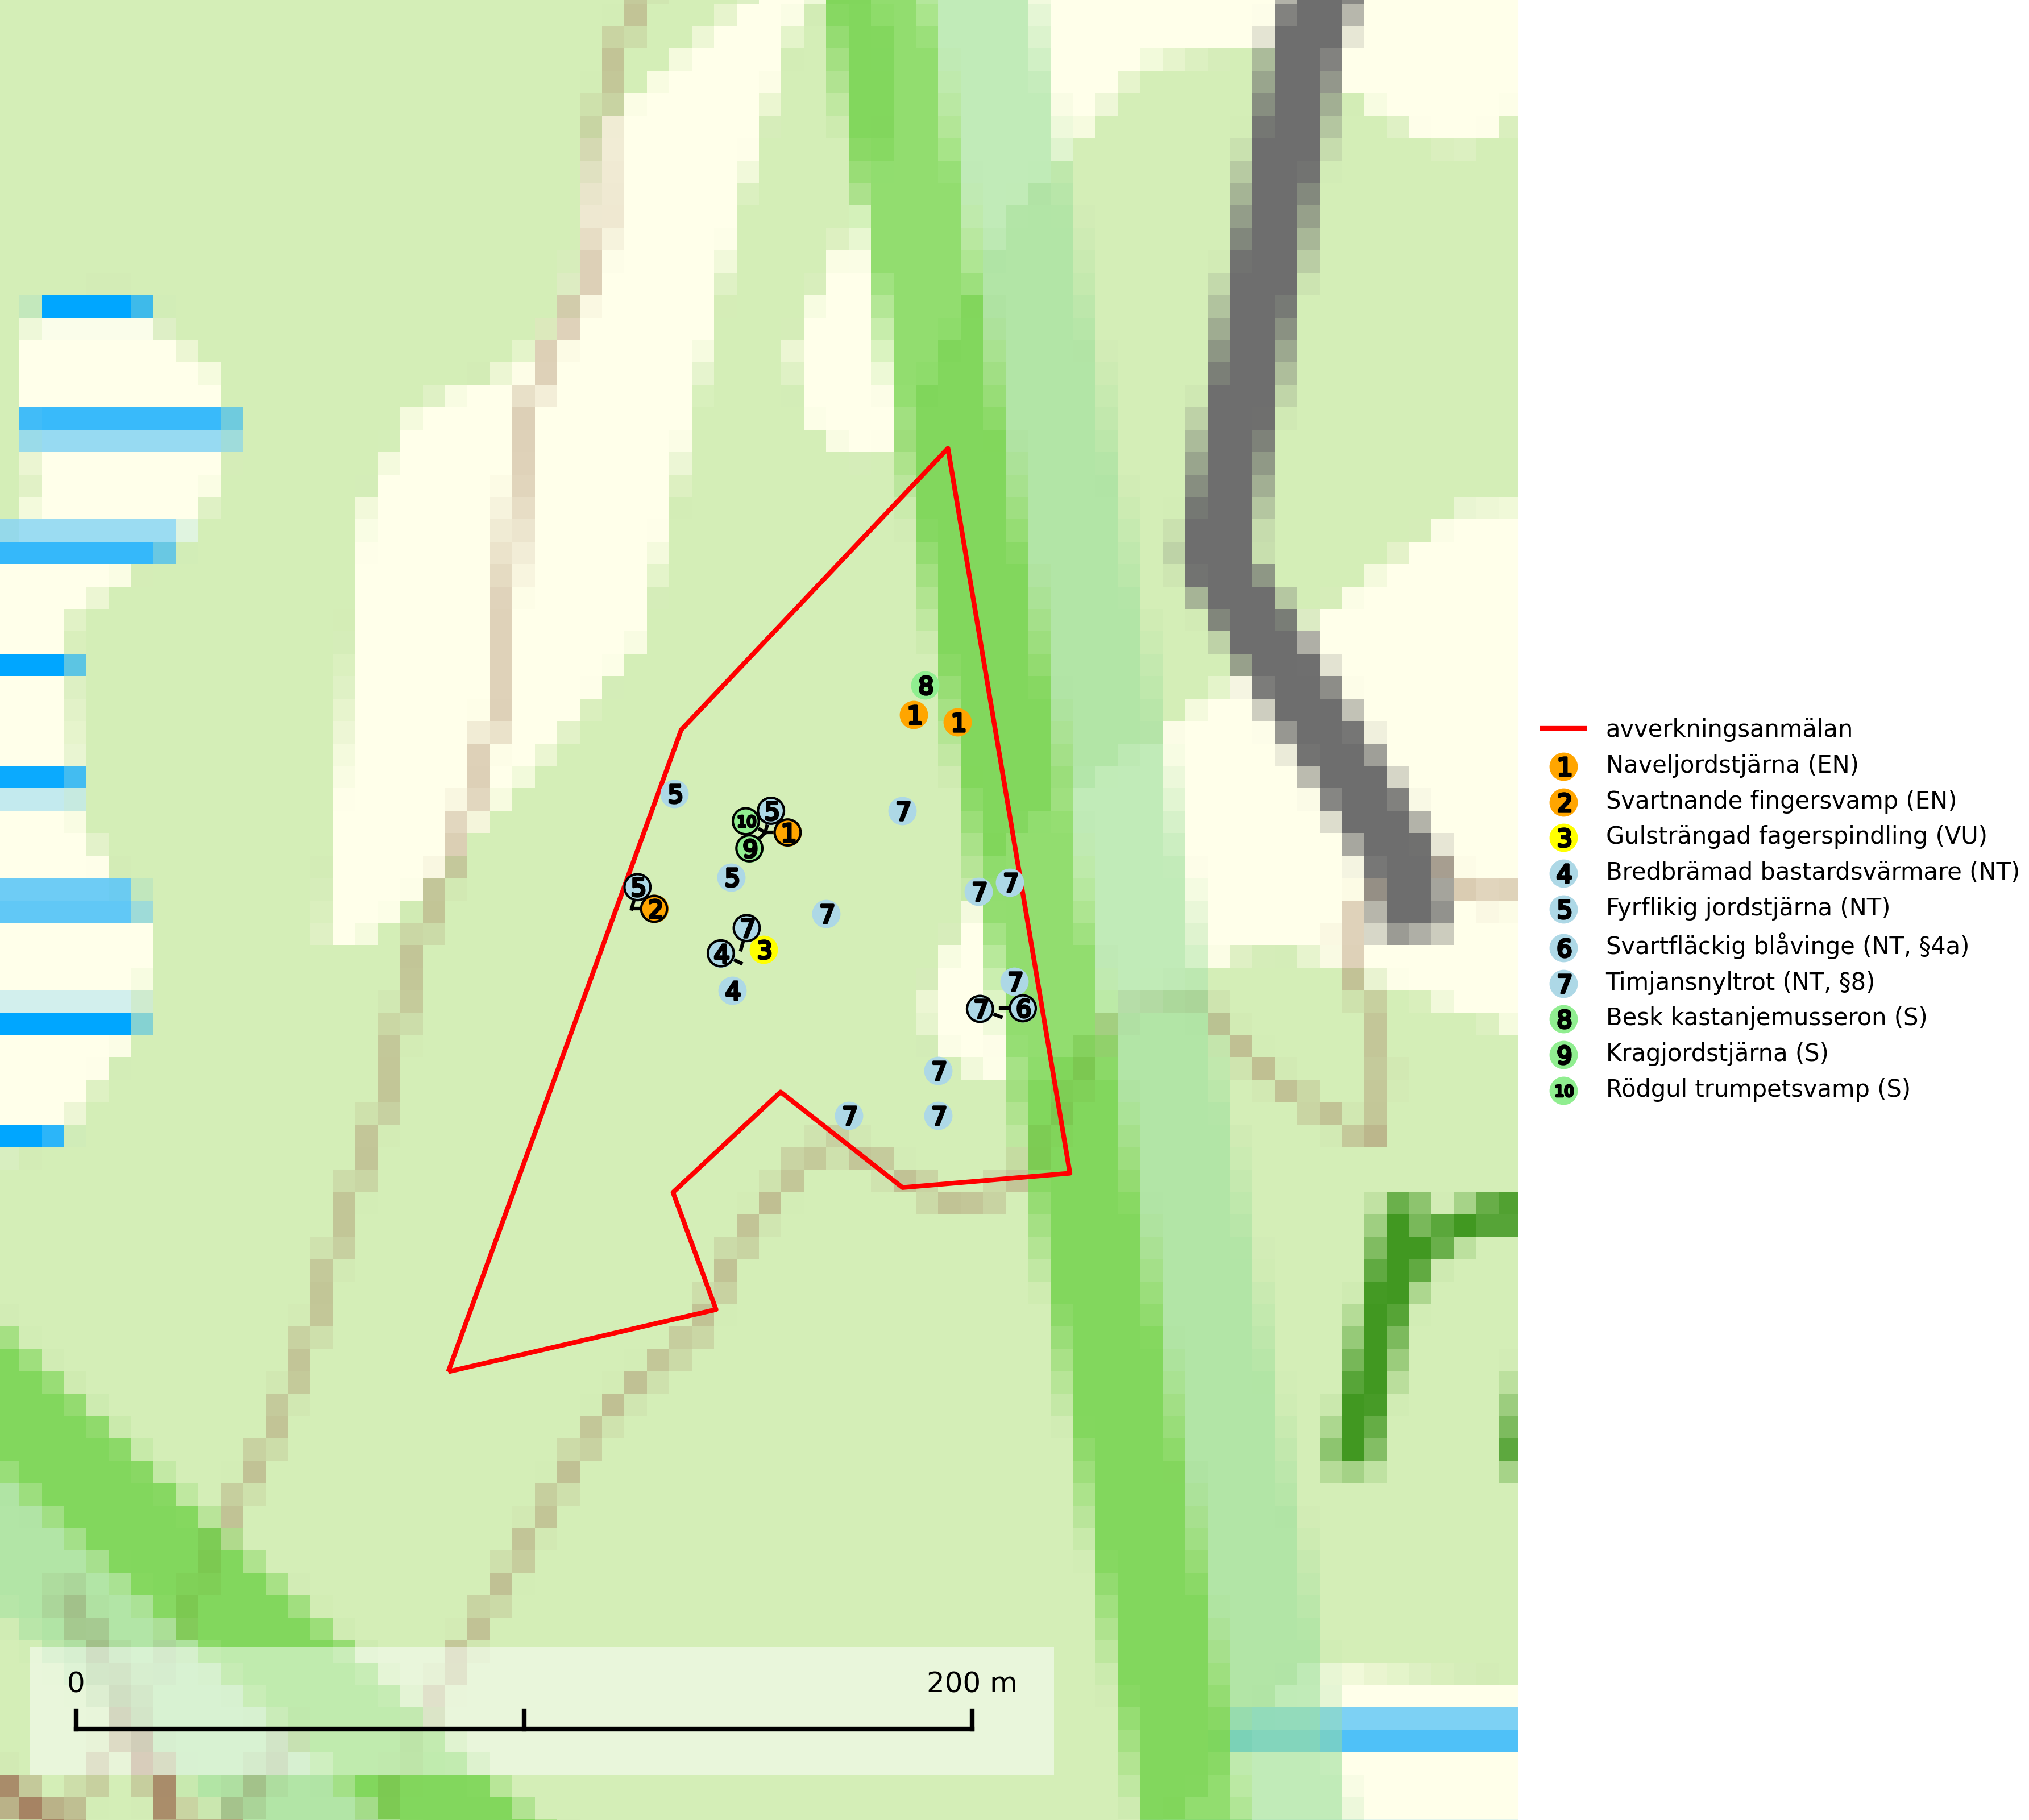 8
1
1
5
7
5
10
1
9
5
7
7
5
2
7
7
4
3
4
7
7
6
7
7
7
avverkningsanmälan
1 Naveljordstjärna (EN)
2 Svartnande fingersvamp (EN)
3 Gulsträngad fagerspindling (VU)
4 Bredbrämad bastardsvärmare (NT)
5 Fyrflikig jordstjärna (NT)
6 Svartfläckig blåvinge (NT, §4a)
7 Timjansnyltrot (NT, §8)
8 Besk kastanjemusseron (S)
9 Kragjordstjärna (S)
10 Rödgul trumpetsvamp (S)
0 200 m